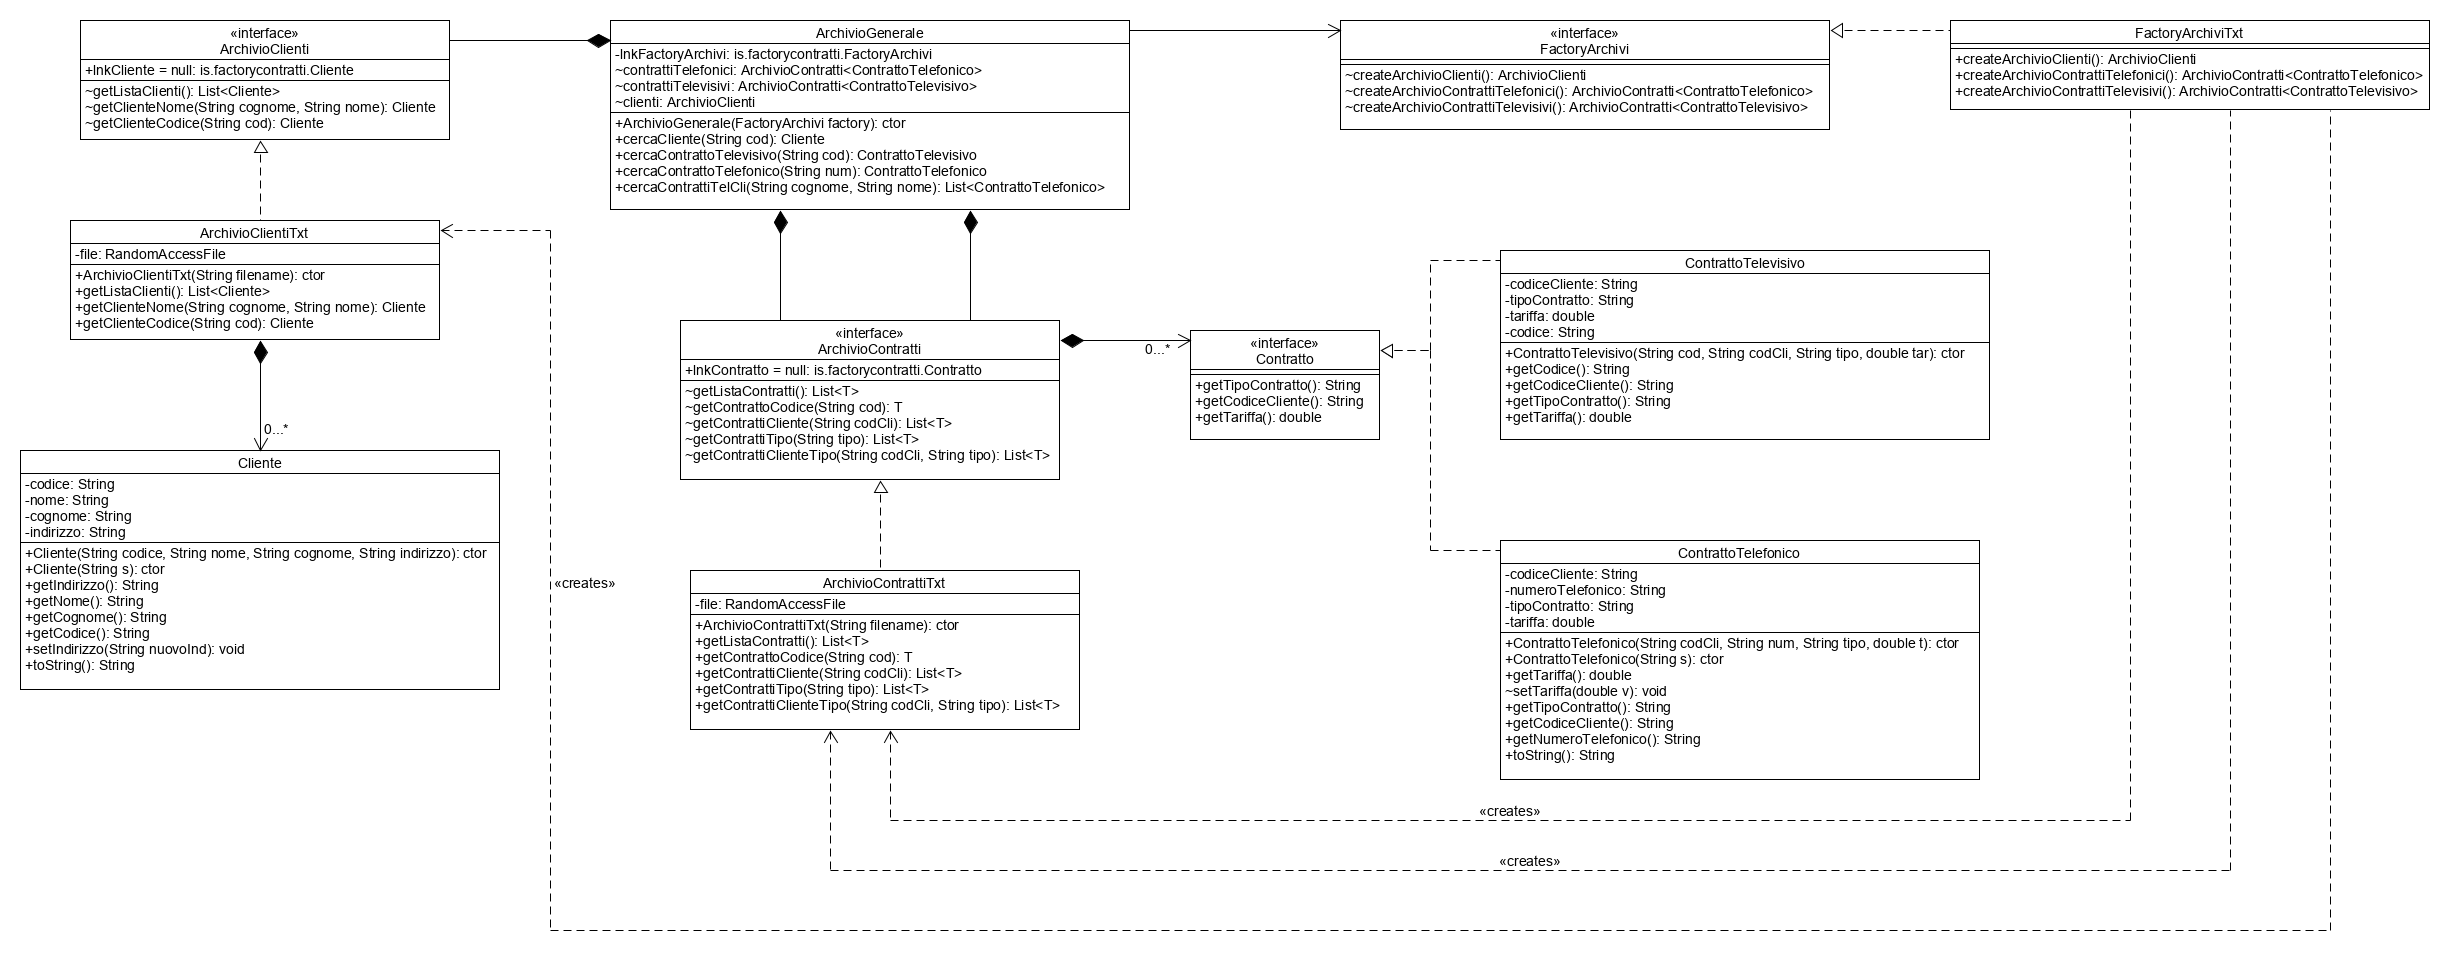 «interface»
ArchivioClienti
+lnkCliente = null: is.factorycontratti.Cliente
~getListaClienti(): List<Cliente>
~getClienteNome(String cognome, String nome): Cliente
~getClienteCodice(String cod): Cliente
ArchivioGenerale
-lnkFactoryArchivi: is.factorycontratti.FactoryArchivi
~contrattiTelefonici: ArchivioContratti<ContrattoTelefonico>
~contrattiTelevisivi: ArchivioContratti<ContrattoTelevisivo>
~clienti: ArchivioClienti
+ArchivioGenerale(FactoryArchivi factory): ctor
+cercaCliente(String cod): Cliente
+cercaContrattoTelevisivo(String cod): ContrattoTelevisivo
+cercaContrattoTelefonico(String num): ContrattoTelefonico
+cercaContrattiTelCli(String cognome, String nome): List<ContrattoTelefonico>
«interface»
FactoryArchivi
~createArchivioClienti(): ArchivioClienti
~createArchivioContrattiTelefonici(): ArchivioContratti<ContrattoTelefonico>
~createArchivioContrattiTelevisivi(): ArchivioContratti<ContrattoTelevisivo>
FactoryArchiviTxt
+createArchivioClienti(): ArchivioClienti
+createArchivioContrattiTelefonici(): ArchivioContratti<ContrattoTelefonico>
+createArchivioContrattiTelevisivi(): ArchivioContratti<ContrattoTelevisivo>
ArchivioClientiTxt
-file: RandomAccessFile
+ArchivioClientiTxt(String filename): ctor
+getListaClienti(): List<Cliente>
+getClienteNome(String cognome, String nome): Cliente
+getClienteCodice(String cod): Cliente
0...*
«interface»
ArchivioContratti
+lnkContratto = null: is.factorycontratti.Contratto
~getListaContratti(): List<T>
~getContrattoCodice(String cod): T
~getContrattiCliente(String codCli): List<T>
~getContrattiTipo(String tipo): List<T>
~getContrattiClienteTipo(String codCli, String tipo): List<T>
0...*
«interface»
Contratto
+getTipoContratto(): String
+getCodiceCliente(): String
+getTariffa(): double
ContrattoTelevisivo
-codiceCliente: String
-tipoContratto: String
-tariffa: double
-codice: String
+ContrattoTelevisivo(String cod, String codCli, String tipo, double tar): ctor
+getCodice(): String
+getCodiceCliente(): String
+getTipoContratto(): String
+getTariffa(): double
Cliente
-codice: String
-nome: String
-cognome: String
-indirizzo: String
+Cliente(String codice, String nome, String cognome, String indirizzo): ctor
+Cliente(String s): ctor
+getIndirizzo(): String
+getNome(): String
+getCognome(): String
+getCodice(): String
+setIndirizzo(String nuovoInd): void
+toString(): String
«creates»
ArchivioContrattiTxt
-file: RandomAccessFile
+ArchivioContrattiTxt(String filename): ctor
+getListaContratti(): List<T>
+getContrattoCodice(String cod): T
+getContrattiCliente(String codCli): List<T>
+getContrattiTipo(String tipo): List<T>
+getContrattiClienteTipo(String codCli, String tipo): List<T>
ContrattoTelefonico
-codiceCliente: String
-numeroTelefonico: String
-tipoContratto: String
-tariffa: double
+ContrattoTelefonico(String codCli, String num, String tipo, double t): ctor
+ContrattoTelefonico(String s): ctor
+getTariffa(): double
~setTariffa(double v): void
+getTipoContratto(): String
+getCodiceCliente(): String
+getNumeroTelefonico(): String
+toString(): String
«creates»
«creates»